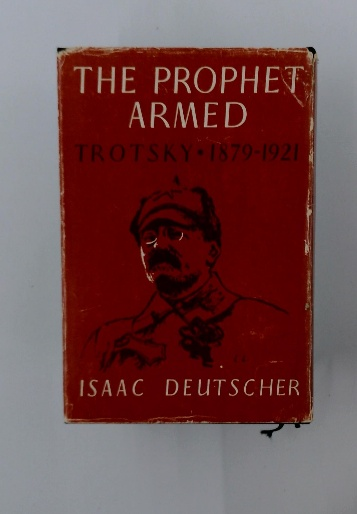 THE PROPHET
ARMED
TROTSKY • 1879-1921
ISAAC DEUTSCHER